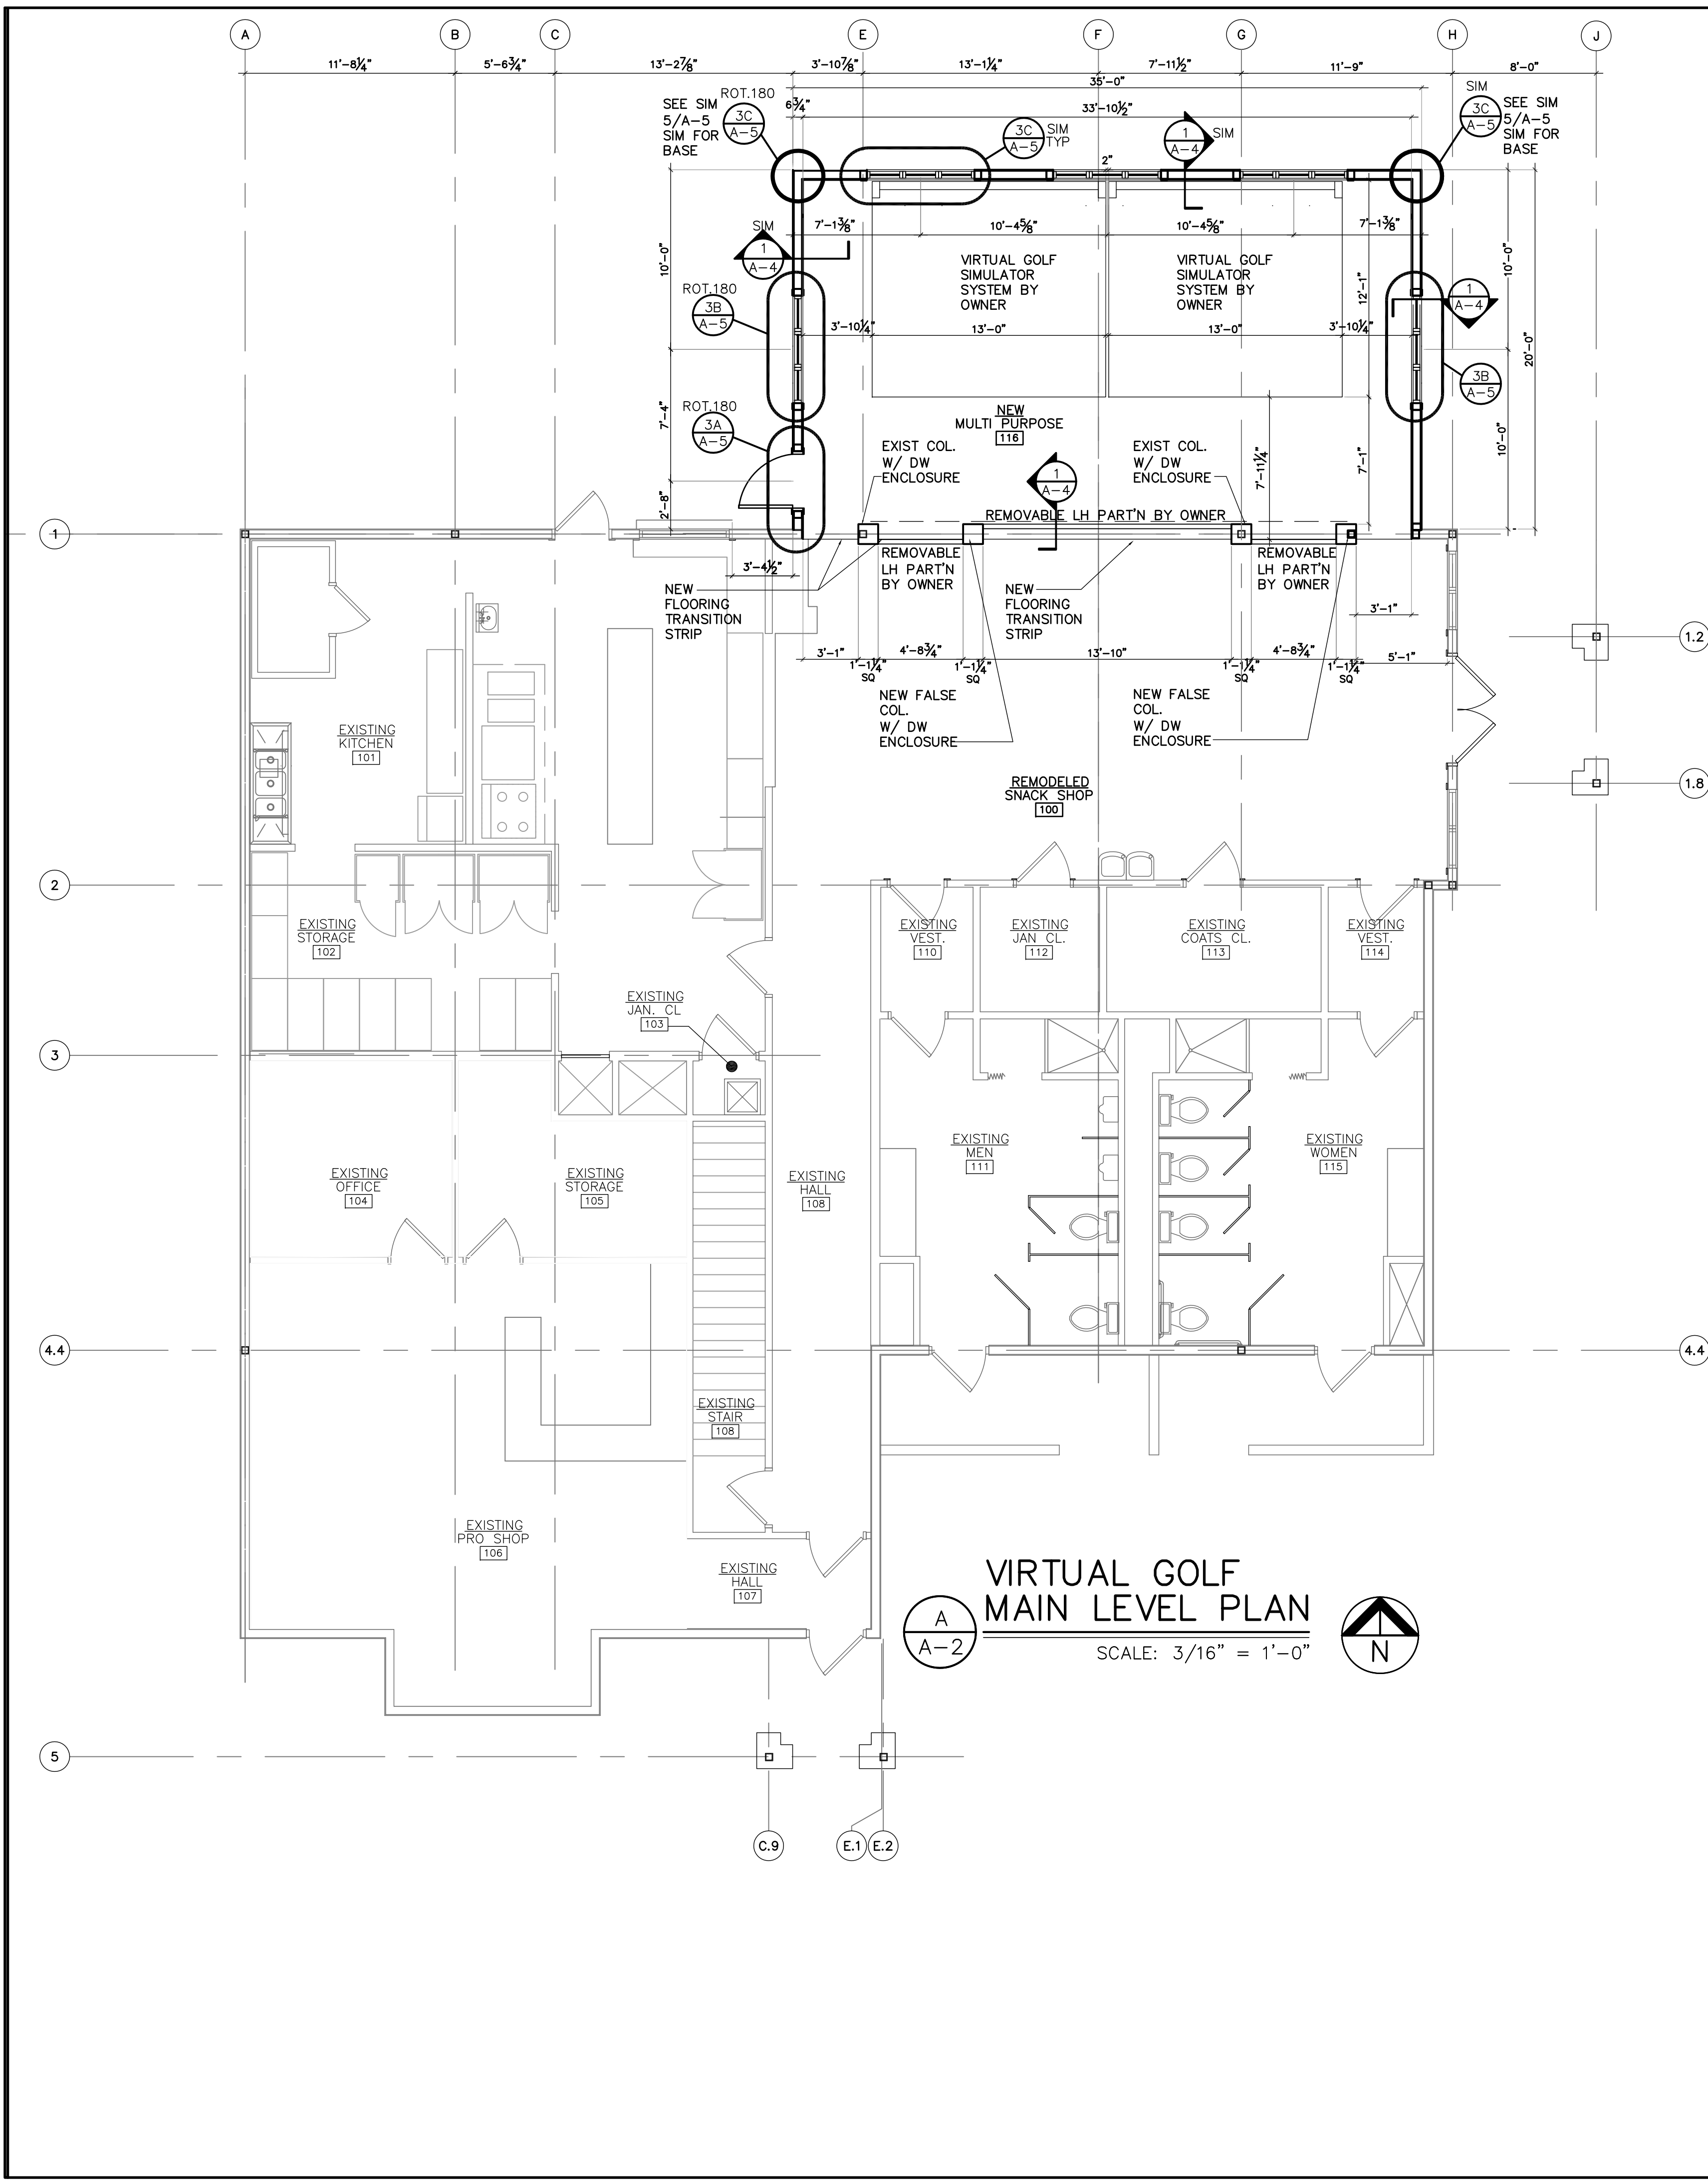 A
B
C
E
F
G
H
J
11'-8¼"
5'-6¾"
13'-2⅞"
3'-10⅞"
13'-1¼"
7'-11½"
11'-9"
8'-0"
35'-0"
33'-10½"
6¾"
ROT.180
3C
A-5
SEE SIM
5/A-5
SIM FOR
BASE
3C
A-5
SIM
TYP
1
A-4
SIM
SIM
3C
A-5
SEE SIM
5/A-5
SIM FOR
BASE
2"
7'-1⅜"
10'-4⅝"
10'-4⅝"
7'-1⅜"
SIM
1
A-4
10'-0"
VIRTUAL GOLF
SIMULATOR
SYSTEM BY
OWNER
VIRTUAL GOLF
SIMULATOR
SYSTEM BY
OWNER
12'-1"
10'-0"
1
A-4
20'-0"
ROT.180
3B
A-5
3'-10¼"
13'-0"
13'-0"
3'-10¼"
3B
A-5
ROT.180
3A
A-5
7'-4"
NEW
MULTI PURPOSE
116
EXIST COL.
W/ DW
ENCLOSURE
EXIST COL.
W/ DW
ENCLOSURE
1
A-4
7'-11¼"
7'-1"
10'-0"
2'-8"
REMOVABLE LH PART'N BY OWNER
1
REMOVABLE
LH PART'N
BY OWNER
REMOVABLE
LH PART'N
BY OWNER
3'-4½"
NEW
FLOORING
TRANSITION
STRIP
NEW
FLOORING
TRANSITION
STRIP
3'-1"
1.2
3'-1"
1'-1¼"
SQ
4'-8¾"
1'-1¼"
SQ
13'-10"
1'-1¼"
SQ
4'-8¾"
1'-1¼"
SQ
5'-1"
NEW FALSE
COL.
W/ DW
ENCLOSURE
NEW FALSE
COL.
W/ DW
ENCLOSURE
EXISTING
KITCHEN
101
REMODELED
SNACK SHOP
100
1.8
2
EXISTING
STORAGE
102
EXISTING
VEST.
110
EXISTING
JAN CL.
112
EXISTING
COATS CL.
113
EXISTING
VEST.
114
EXISTING
JAN. CL
103
3
EXISTING
OFFICE
104
EXISTING
STORAGE
105
EXISTING
HALL
108
EXISTING
MEN
111
EXISTING
WOMEN
115
4.4
4.4
EXISTING
STAIR
108
EXISTING
PRO SHOP
106
EXISTING
HALL
107
A
A-2
VIRTUAL GOLF
MAIN LEVEL PLAN
SCALE: 3/16" = 1'-0"
N
5
C.9
E.1
E.2